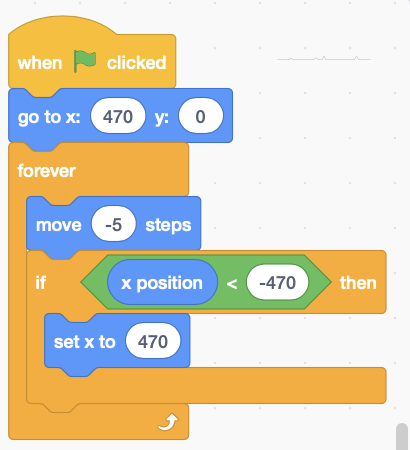 when clicked
go to x: 470 y: 0
forever
move -5 steps
if x position < -470 then
set x to 470